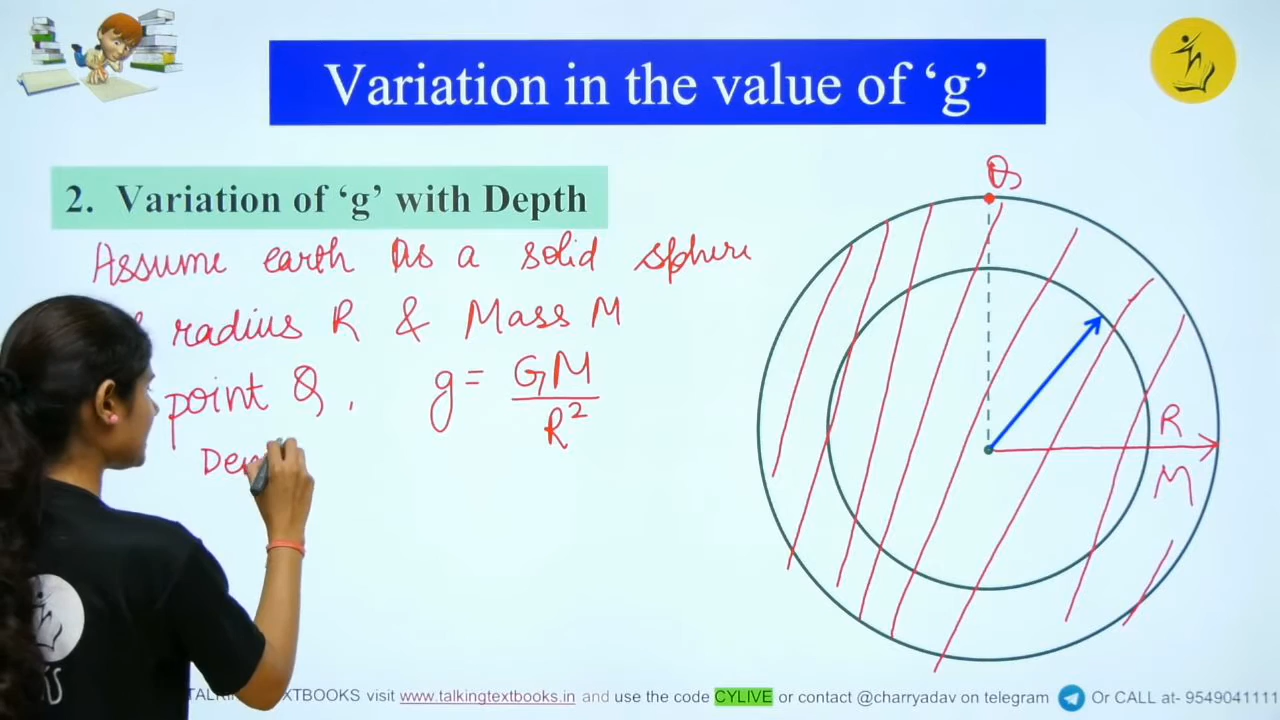 Variation in the value of ‘g’
2. Variation of ‘g’ with Depth
Assume earth as a solid sphere
radius R & Mass M
point Q, g = GM / R²
Q
R
M
TALKING TEXTBOOKS visit www.talkingtextbooks.in and use the code CYLIVE or contact @charryadav on telegram Or CALL at- 9549041111